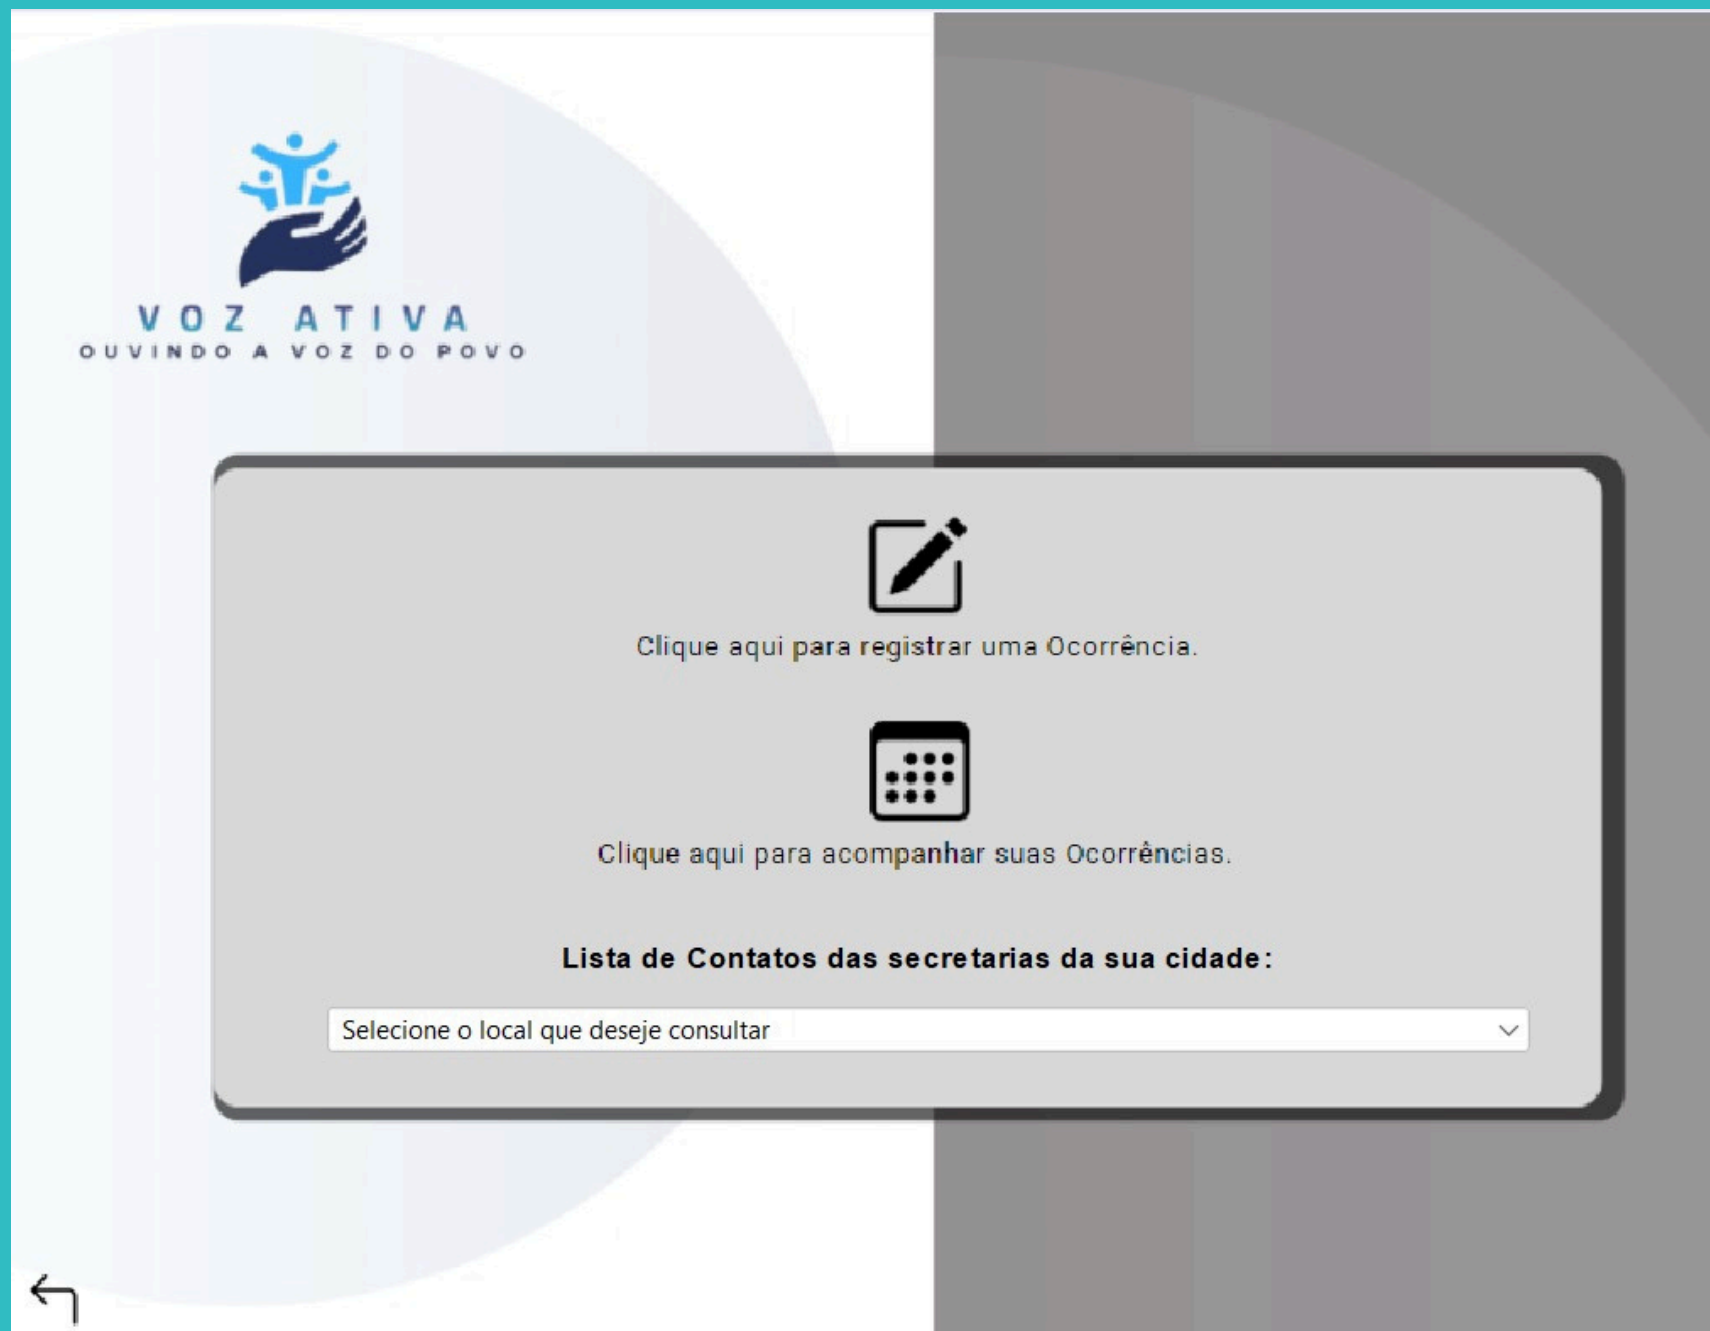 VOZ ATIVA
OUVINDO A VOZ DO POVO
Clique aqui para registrar uma Ocorrência.
Clique aqui para acompanhar suas Ocorrências.
Lista de Contatos das secretarias da sua cidade:
Selecione o local que deseje consultar